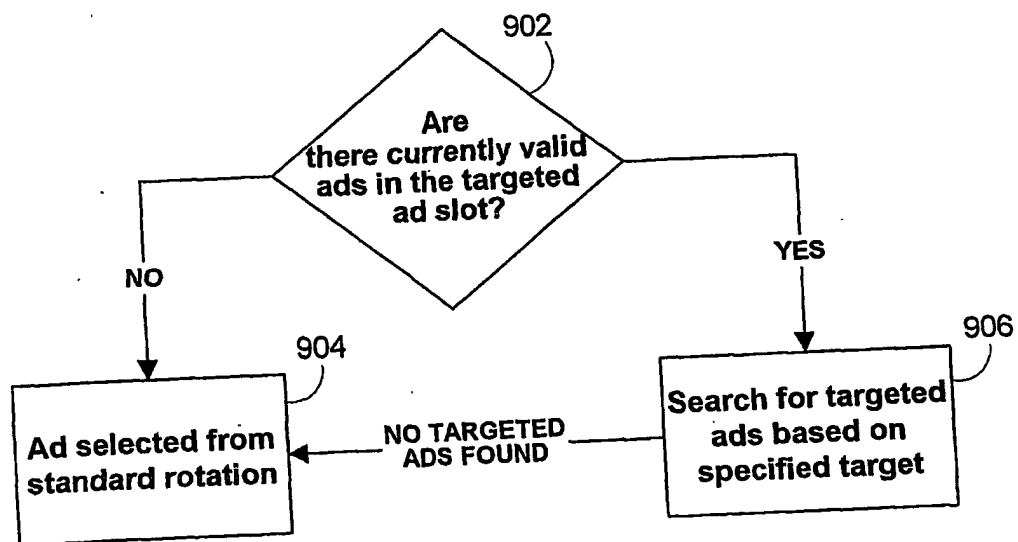 902
Are
there currently valid
ads in the targeted
ad slot?
NO
YES
904
906
Ad selected from
standard rotation
NO TARGETED
ADS FOUND
Search for targeted
ads based on
specified target